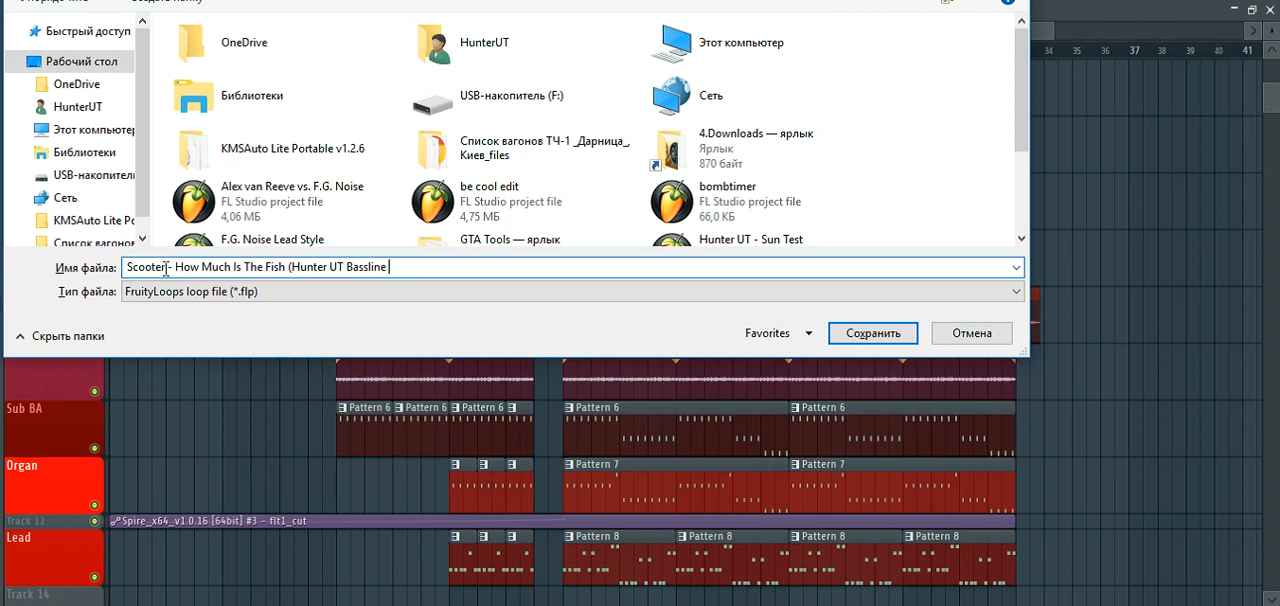 Быстрый доступ
Рабочий стол
OneDrive
HunterUT
Этот компьютер
Библиотеки
USB-накопитель
Сеть
KMSAuto Lite Po
Список вагонов
OneDrive
HunterUT
Этот компьютер
Библиотеки
USB-накопитель (F:)
Сеть
KMSAuto Lite Portable v1.2.6
Список вагонов ТЧ-1 _Дарница_,
Киев_files
4.Downloads — ярлык
Ярлык
870 байт
Alex van Reeve vs. F.G. Noise
FL Studio project file
4,06 МБ
be cool edit
FL Studio project file
4,75 МБ
bombtimer
FL Studio project file
66,0 КБ
F.G. Noise Lead Style
GTA Tools — ярлык
Hunter UT - Sun Test
Имя файла: Scooter - How Much Is The Fish (Hunter UT Bassline
Тип файла: FruityLoops loop file (*.flp)
Скрыть папки
Favorites
Сохранить
Отмена
34 35 36 37 38 39 40 41
Sub BA
Pattern 6 Pattern 6 Pattern 6 Pattern 6 Pattern 6
Organ
Pattern 7 Pattern 7
Track 12
Spire_x64_v1.0.16 [64bit] #3 - flt1_cut
Lead
Pattern 8 Pattern 8 Pattern 8 Pattern 8
Track 14